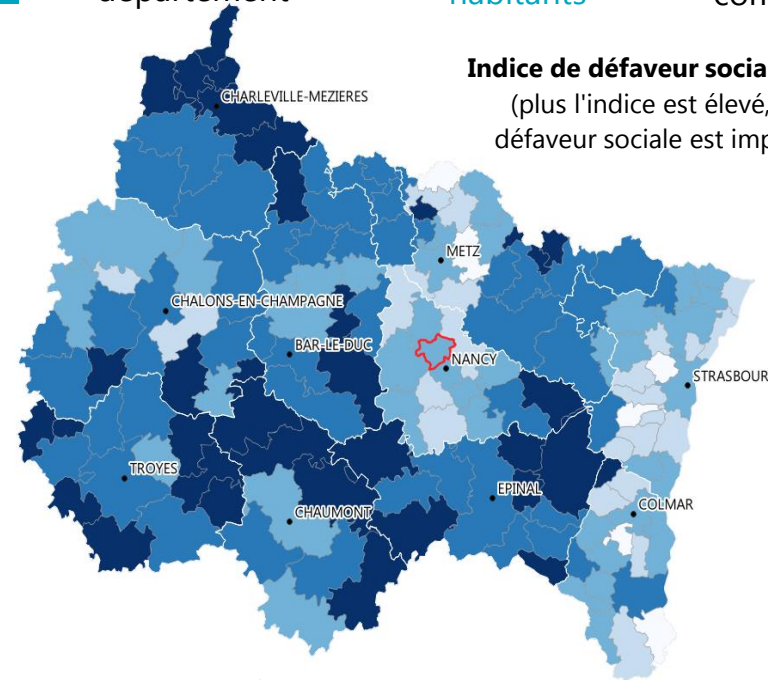 habitants
Indice de défaveur socia
(plus l'indice est élevé,
défaveur sociale est imp
CHARLEVILLE-MEZIERES
METZ
CHALONS-EN-CHAMPAGNE
BAR-LE-DUC
NANCY
STRASBOUR
TROYES
EPINAL
CHAUMONT
COLMAR